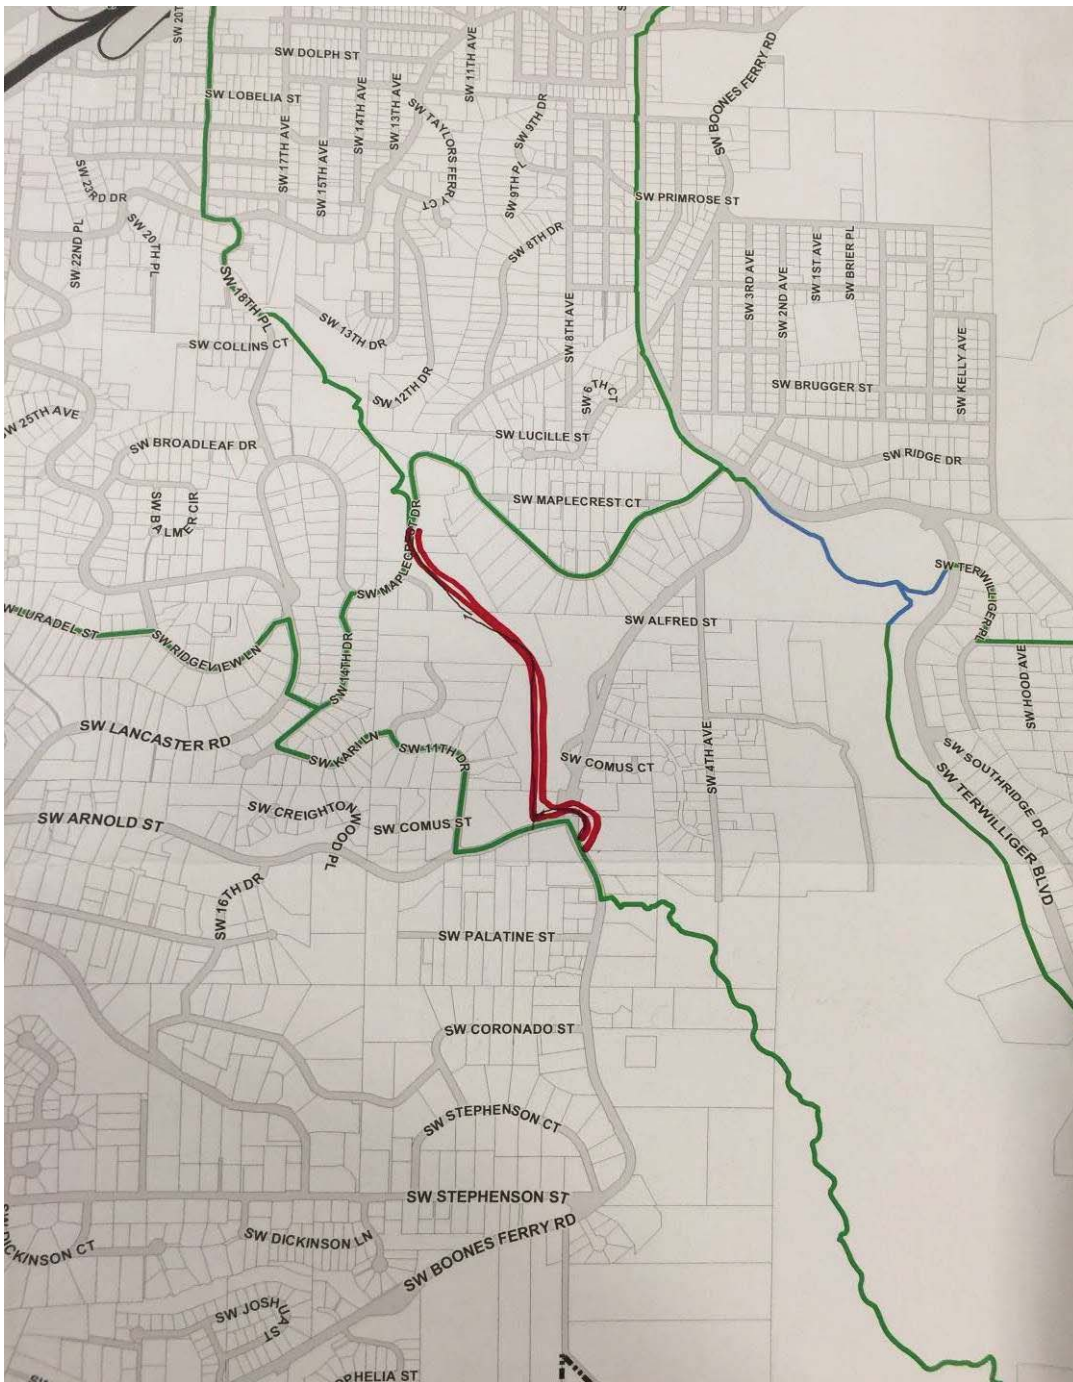 SW 20T
SW DOLPH ST
SW 11TH AVE
SW BOONES FERRY RD
SW LOBELIA ST
SW 14TH AVE
SW 13TH AVE
SW TAYLORS FERRY CT
SW 9TH DR
SW 17TH AVE
SW 15TH AVE
SW 9TH PL
SW 23RD DR
SW PRIMROSE ST
SW 22ND PL
SW 20TH PL
SW 8TH DR
SW 3RD AVE
SW 2ND AVE
SW 1ST AVE
SW BRIER PL
SW 18TH PL
SW 13TH DR
SW 8TH AVE
SW COLLINS CT
SW KELLY AVE
SW 12TH DR
SW 6TH CT
SW BRUGGER ST
SW 25TH AVE
SW BROADLEAF DR
SW LUCILLE ST
SW RIDGE DR
SW BALMER CIR
SW MAPLECREST CT
SW MAPLECREST DR
SW TERWILLIGER PL
SW LURADEL ST
SW RIDGEVIEW LN
SW 14TH DR
SW ALFRED ST
SW HOOD AVE
SW LANCASTER RD
SW KARI LN
SW 11TH DR
SW COMUS CT
SW 4TH AVE
SW SOUTHRIDGE DR
SW TERWILLIGER BLVD
SW ARNOLD ST
SW CREIGHTON
WOOD PL
SW COMUS ST
SW 16TH DR
SW PALATINE ST
SW CORONADO ST
SW STEPHENSON CT
SW STEPHENSON ST
SW DICKINSON CT
SW DICKINSON LN
SW BOONES FERRY RD
SW JOSHUA ST
PHELIA ST